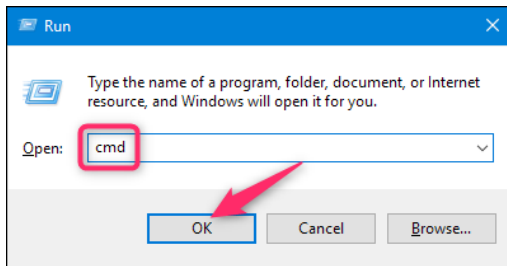 Run
Type the name of a program, folder, document, or Internet
resource, and Windows will open it for you.
Open: cmd
OK Cancel Browse...